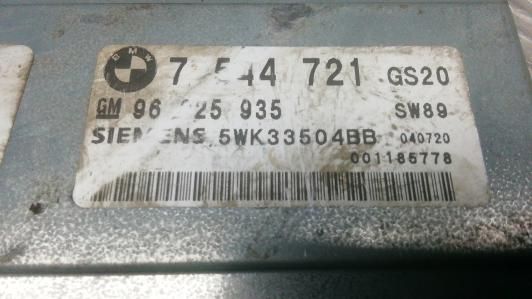 BMW 7 544 721 GS20
GM 96 025 935 SW89
SIEMENS 5WK33504BB 040720
001185778